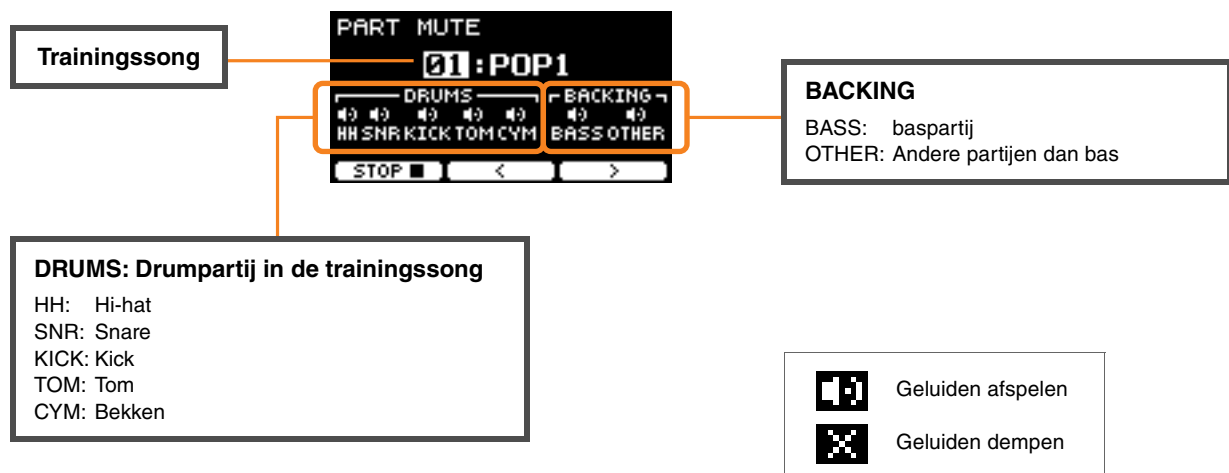 Trainingssong
PART MUTE
01:POP1
DRUMS
BACKING
HH SNR KICK TOM CYM BASS OTHER
STOP ■ < >
BACKING
BASS: baspartij
OTHER: Andere partijen dan bas
DRUMS: Drumpartij in de trainingssong
HH: Hi-hat
SNR: Snare
KICK: Kick
TOM: Tom
CYM: Bekken
Geluiden afspelen
Geluiden dempen